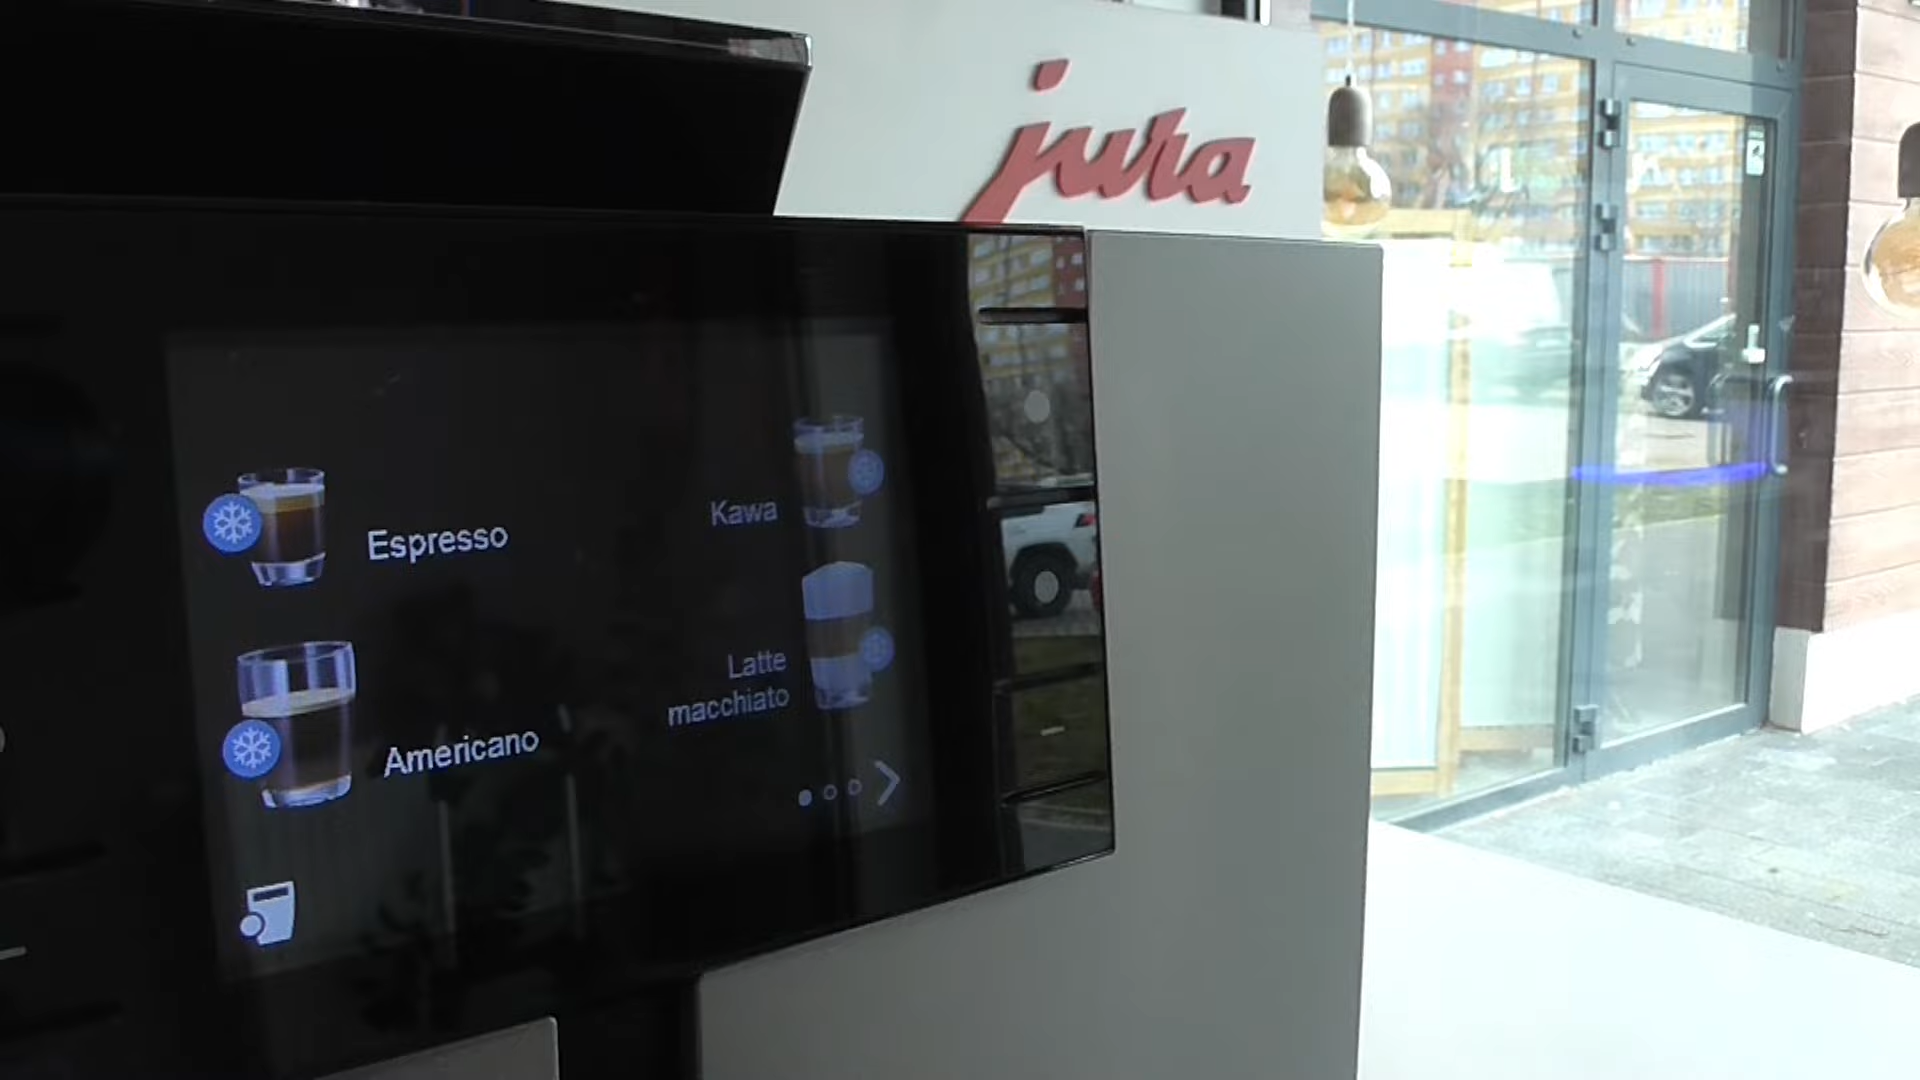 jura
Espresso
Kawa
Latte
macchiato
Americano